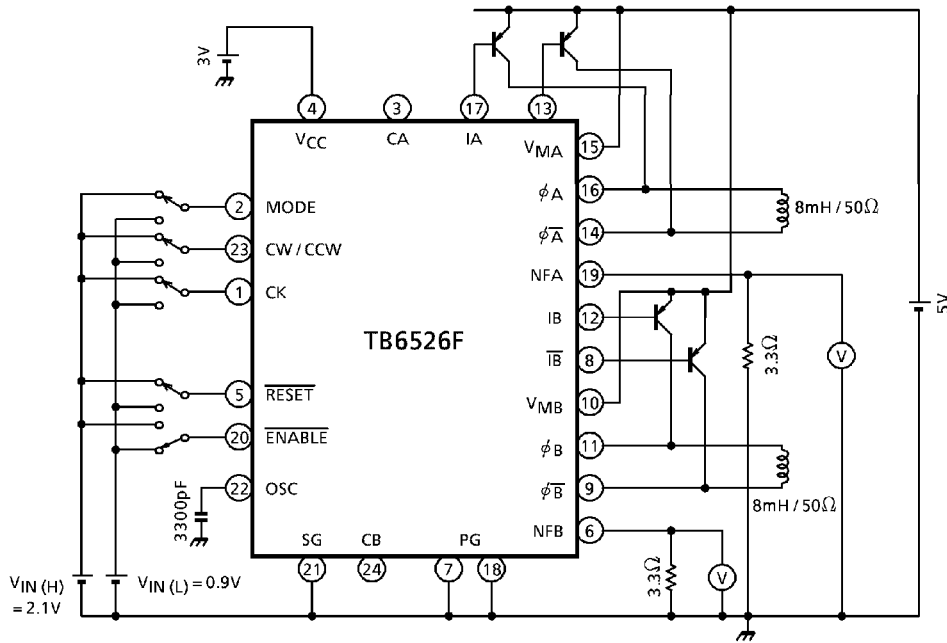 3V
4
3
17
13
VCC
CA
IA
VMA
15
2
MODE
ϕA
16
8mH/50Ω
23
CW/CCW
ϕA̅
14
1
CK
NFA
19
IB
12
5V
TB6526F
I̅B̅
8
3.3Ω
V
5
R̅E̅S̅E̅T̅
VMB
10
20
E̅N̅A̅B̅L̅E̅
ϕB
11
22
OSC
ϕB̅
9
8mH/50Ω
3300pF
NFB
6
SG
CB
PG
21
24
7
18
3.3Ω
V
VIN (H)
= 2.1V
VIN (L) = 0.9V